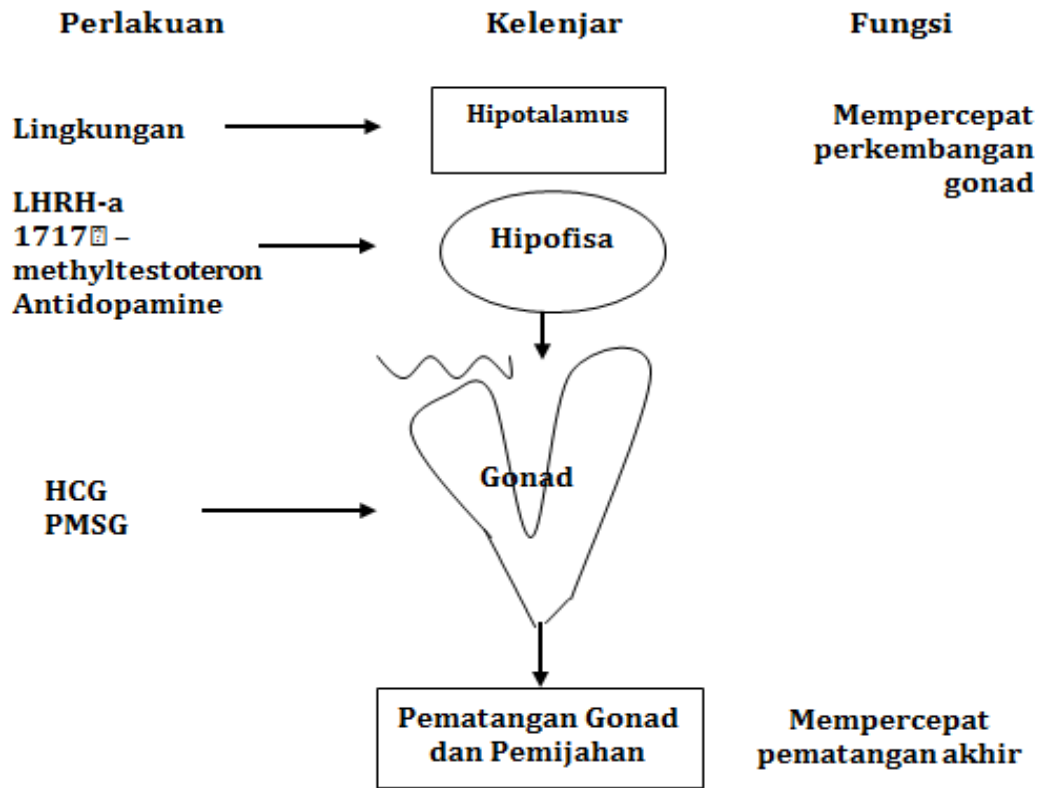 Perlakuan
Kelenjar
Fungsi
Lingkungan
Hipotalamus
Mempercepat
perkembangan
gonad
LHRH-a
1717 –
methyltestoteron
Antidopamine
Hipofisa
Gonad
HCG
PMSG
Pematangan Gonad
dan Pemijahan
Mempercepat
pematangan akhir